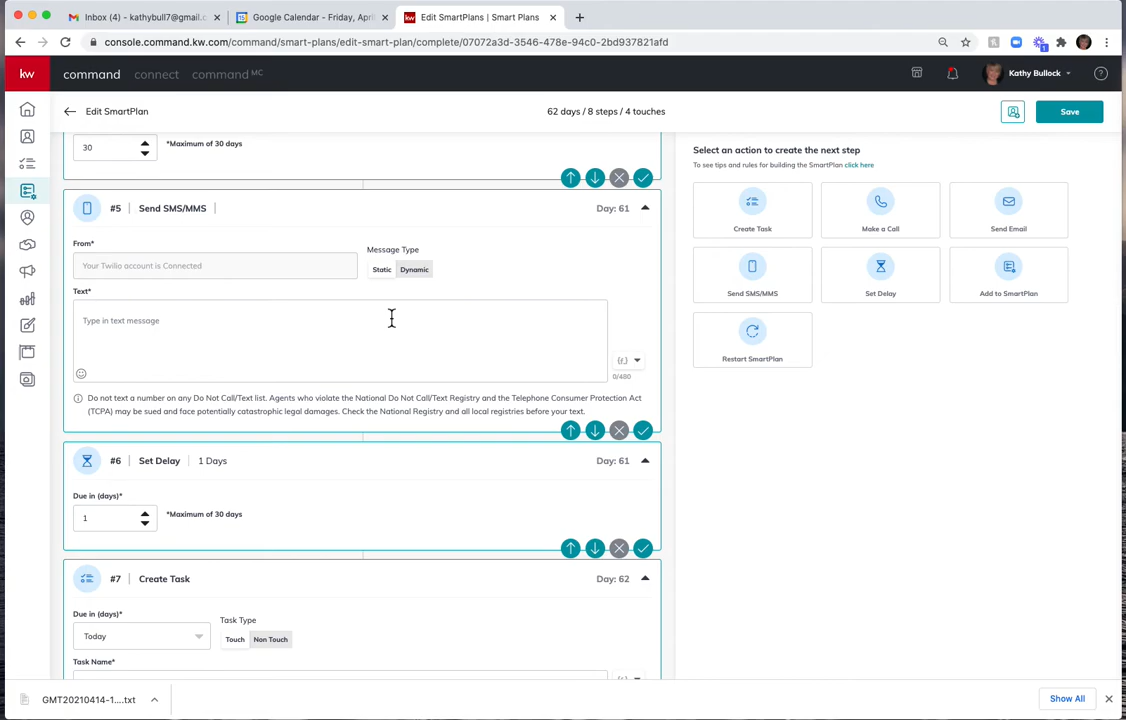 Inbox (4) - kathybull7@gmail.c
Google Calendar - Friday, April
Edit SmartPlans | Smart Plans
console.command.kw.com/command/smart-plans/edit-smart-plan/complete/07072a3d-3546-478e-94c0-2bd937821afd
kw
command
connect
command MC
Kathy Bullock
Edit SmartPlan
62 days / 8 steps / 4 touches
Save
30
*Maximum of 30 days
Select an action to create the next step
To see tips and rules for building the SmartPlan click here
Create Task
Make a Call
Send Email
Send SMS/MMS
Set Delay
Add to SmartPlan
Restart SmartPlan
#5 Send SMS/MMS
Day: 61
From*
Your Twilio account is Connected
Message Type
Static Dynamic
Text*
Type in text message
0/480
Do not text a number on any Do Not Call/Text list. Agents who violate the National Do Not Call/Text Registry and the Telephone Consumer Protection Act
(TCPA) may be sued and face potentially catastrophic legal damages. Check the National Registry and all local registries before your text.
#6 Set Delay 1 Days
Day: 61
Due in (days)*
1
*Maximum of 30 days
#7 Create Task
Day: 62
Due in (days)*
Today
Task Type
Touch Non Touch
Task Name*
GMT20210414-1....txt
Show All